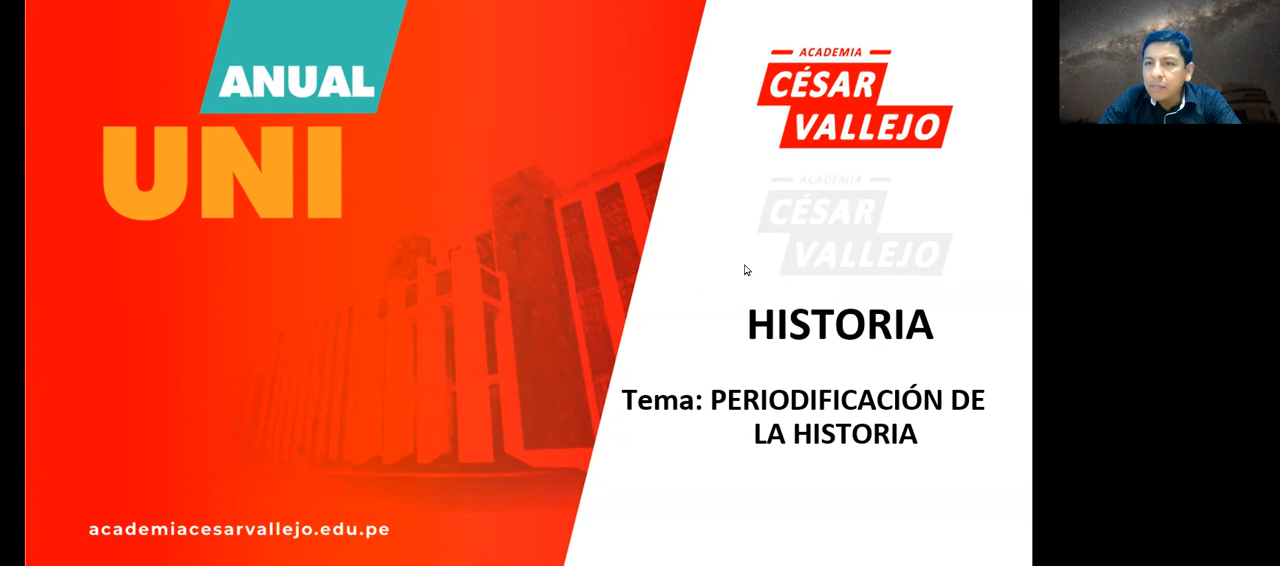 ANUAL
UNI
academiacesarvallejo.edu.pe
ACADEMIA
CÉSAR
VALLEJO
ACADEMIA
CÉSAR
VALLEJO
HISTORIA
Tema: PERIODIFICACIÓN DE
LA HISTORIA